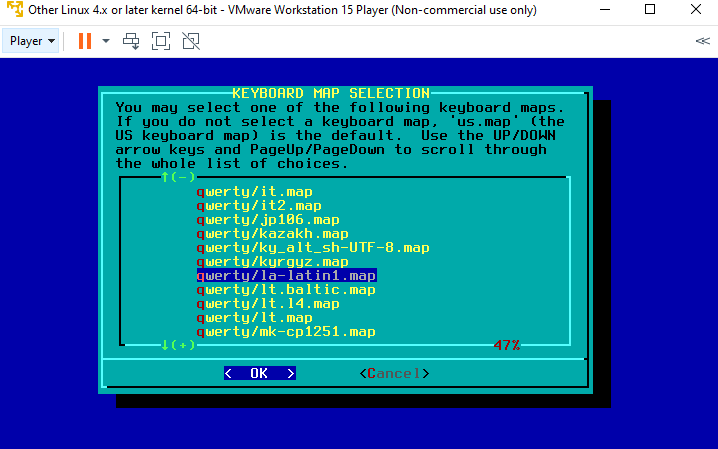 Other Linux 4.x or later kernel 64-bit - VMware Workstation 15 Player (Non-commercial use only)
Player
KEYBOARD MAP SELECTION
You may select one of the following keyboard maps.
If you do not select a keyboard map, 'us.map' (the
US keyboard map) is the default.  Use the UP/DOWN
arrow keys and PageUp/PageDown to scroll through
the whole list of choices.
↑(-)
qwerty/it.map
qwerty/it2.map
qwerty/jp106.map
qwerty/kazakh.map
qwerty/ky_alt_sh-UTF-8.map
qwerty/kyrgyz.map
qwerty/la-latin1.map
qwerty/lt.baltic.map
qwerty/lt.l4.map
qwerty/lt.map
qwerty/mk-cp1251.map
↓(+) 47%
<  OK  > <Cancel>